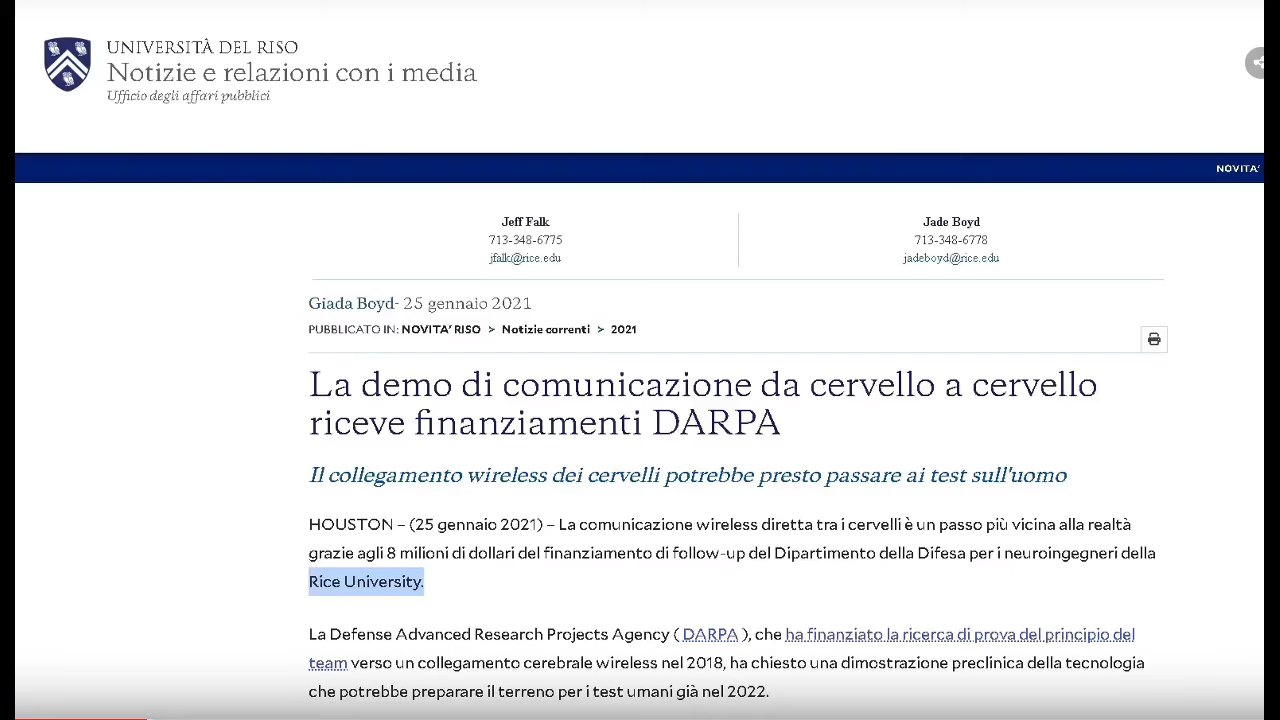 UNIVERSITÀ DEL RISO
Notizie e relazioni con i media
Ufficio degli affari pubblici
NOVITA'
Jeff Falk
713-348-6775
jfalk@rice.edu
Jade Boyd
713-348-6778
jadeboyd@rice.edu
Giada Boyd- 25 gennaio 2021
PUBBLICATO IN: NOVITA' RISO > Notizie correnti > 2021
La demo di comunicazione da cervello a cervello
riceve finanziamenti DARPA
Il collegamento wireless dei cervelli potrebbe presto passare ai test sull'uomo
HOUSTON – (25 gennaio 2021) – La comunicazione wireless diretta tra i cervelli è un passo più vicina alla realtà
grazie agli 8 milioni di dollari del finanziamento di follow-up del Dipartimento della Difesa per i neuroingegneri della
Rice University.
La Defense Advanced Research Projects Agency ( DARPA ), che ha finanziato la ricerca di prova del principio del
team verso un collegamento cerebrale wireless nel 2018, ha chiesto una dimostrazione preclinica della tecnologia
che potrebbe preparare il terreno per i test umani già nel 2022.